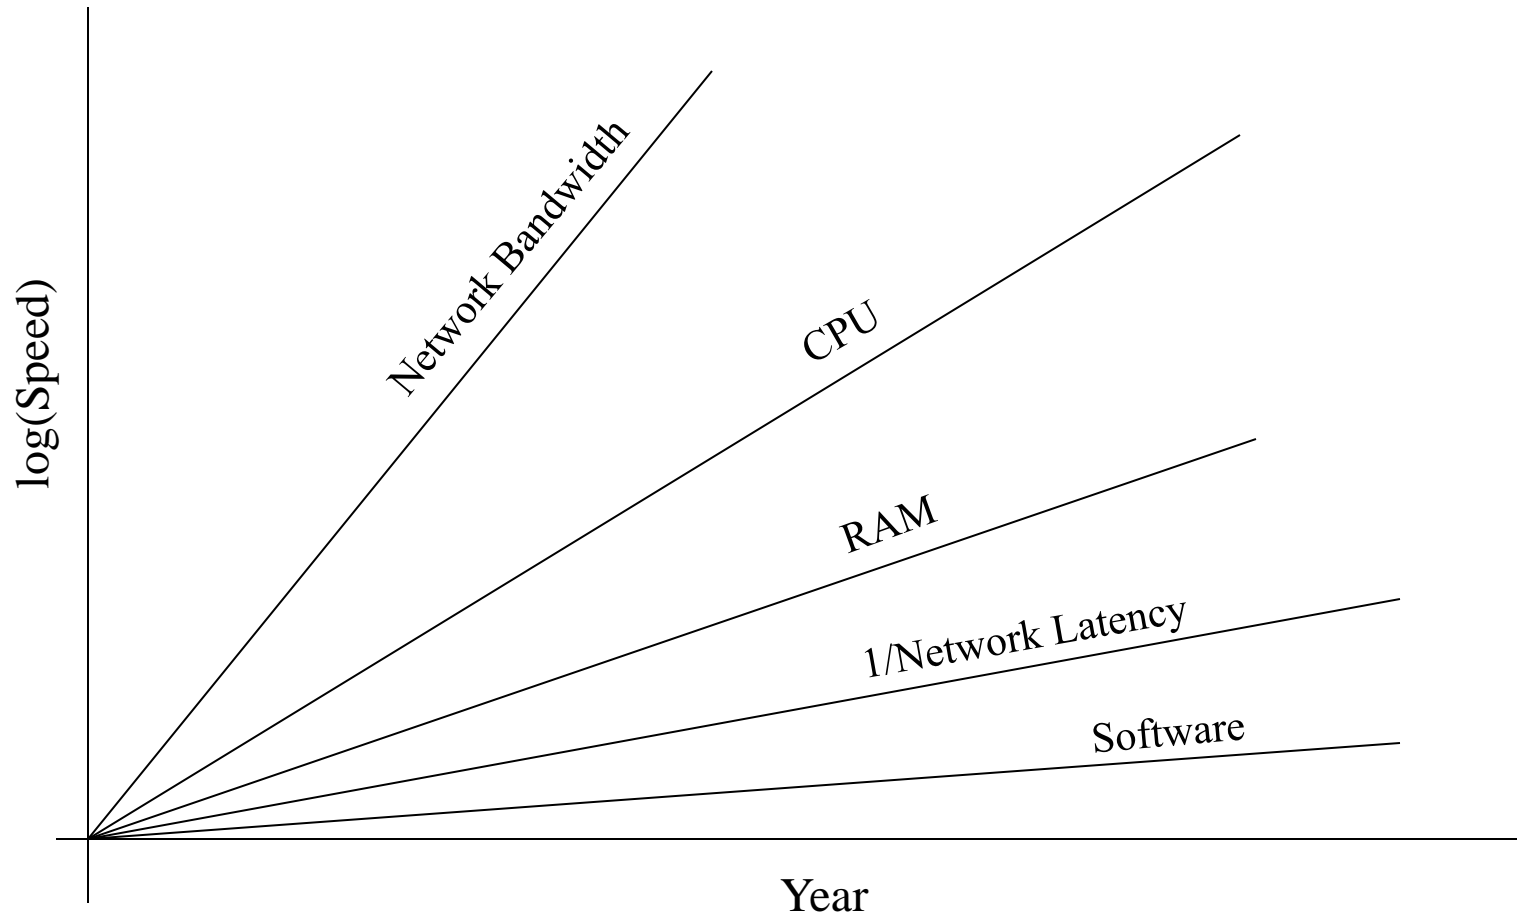 Network Bandwidth
CPU
log(Speed)
RAM
1/Network Latency
Software
Year